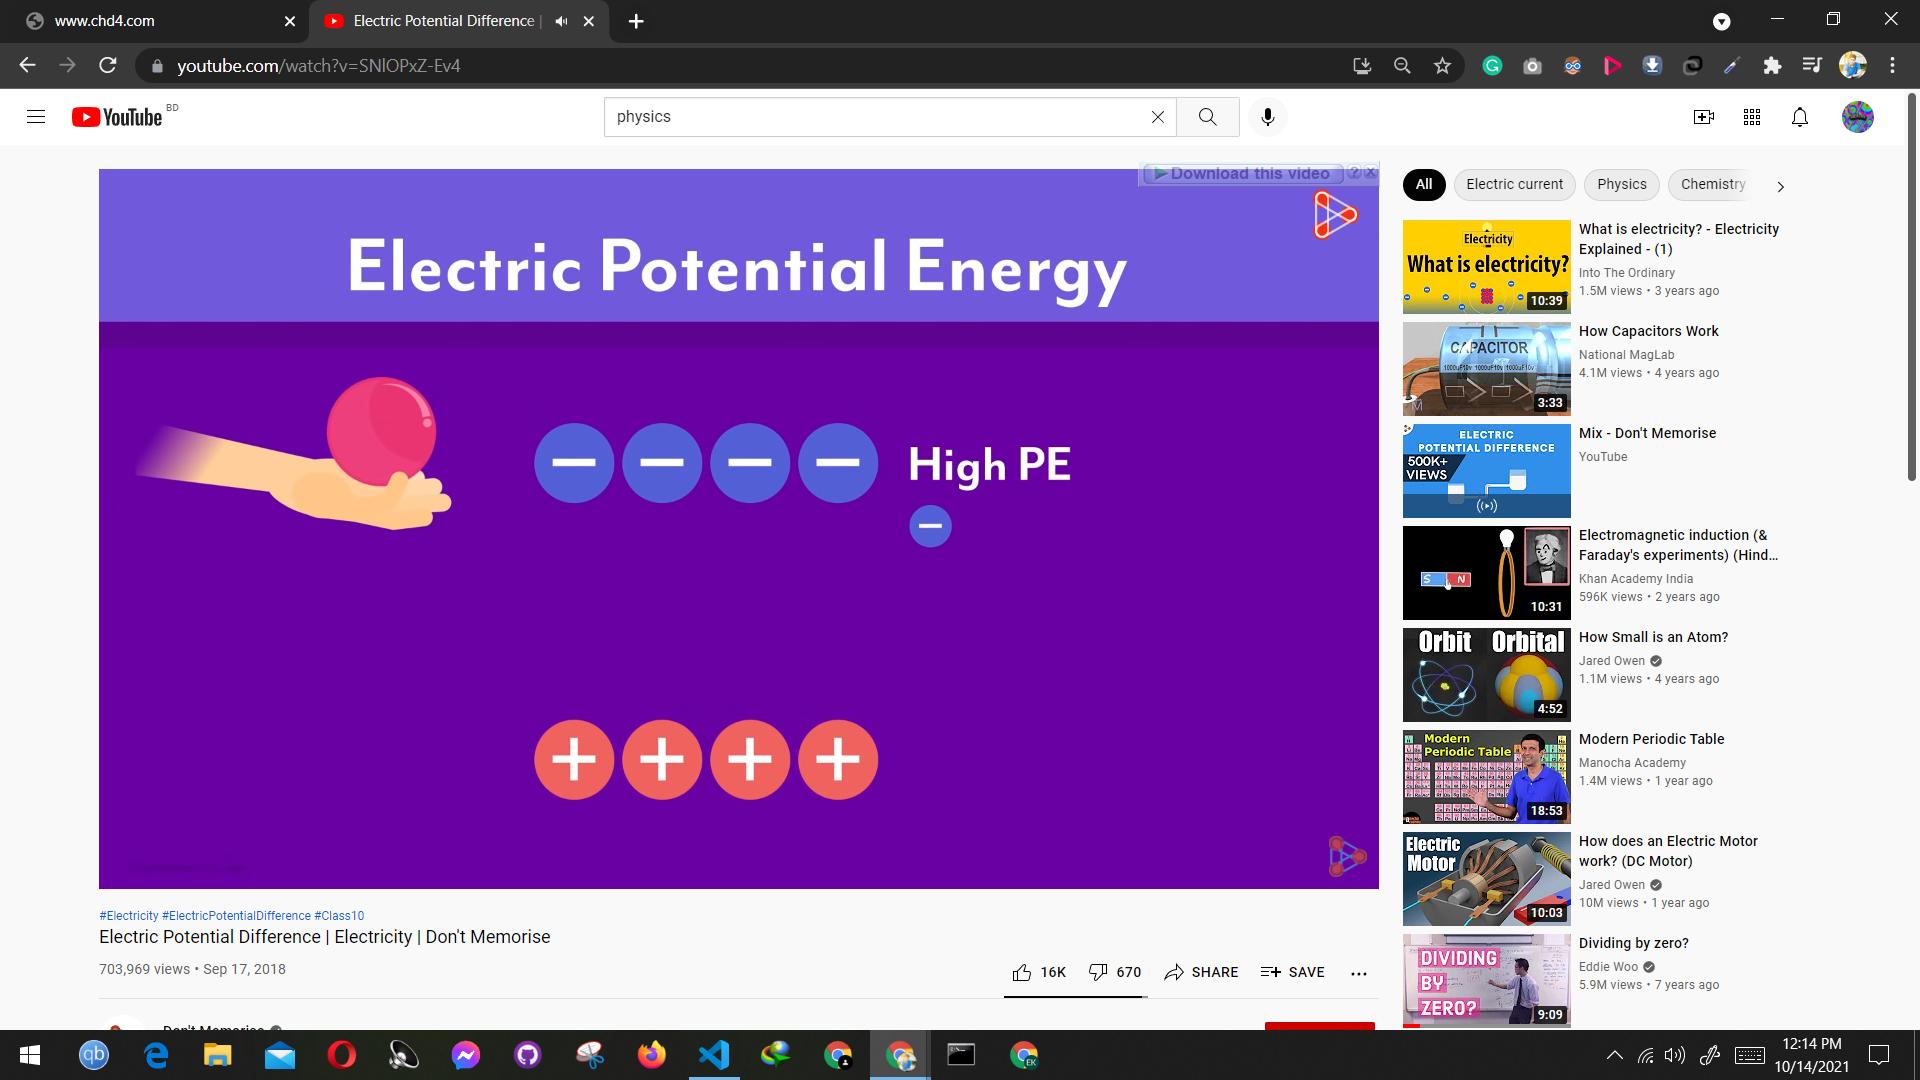 www.chd4.com
Electric Potential Difference |
youtube.com/watch?v=SNlOPxZ-Ev4
YouTube BD
physics
Download this video ?
Electric Potential Energy
High PE
#Electricity #ElectricPotentialDifference #Class10
Electric Potential Difference | Electricity | Don't Memorise
703,969 views • Sep 17, 2018
16K 670 SHARE SAVE ...
Don't Memorise
All Electric current Physics Chemistry
Electricity
What is electricity?
10:39
What is electricity? - Electricity
Explained - (1)
Into The Ordinary
1.5M views • 3 years ago
CAPACITOR
1000uF10v 1000uF10v 1000uF10v
M
3:33
How Capacitors Work
National MagLab
4.1M views • 4 years ago
ELECTRIC
POTENTIAL DIFFERENCE
500K+
VIEWS
Mix - Don't Memorise
YouTube
S N
10:31
Electromagnetic induction (&
Faraday's experiments) (Hind...
Khan Academy India
596K views • 2 years ago
Orbit Orbital
4:52
How Small is an Atom?
Jared Owen
1.1M views • 4 years ago
Modern
Periodic Table
18:53
Modern Periodic Table
Manocha Academy
1.4M views • 1 year ago
Electric
Motor
10:03
How does an Electric Motor
work? (DC Motor)
Jared Owen
10M views • 1 year ago
DIVIDING
BY
ZERO?
9:09
Dividing by zero?
Eddie Woo
5.9M views • 7 years ago
qb
EK
12:14 PM
10/14/2021